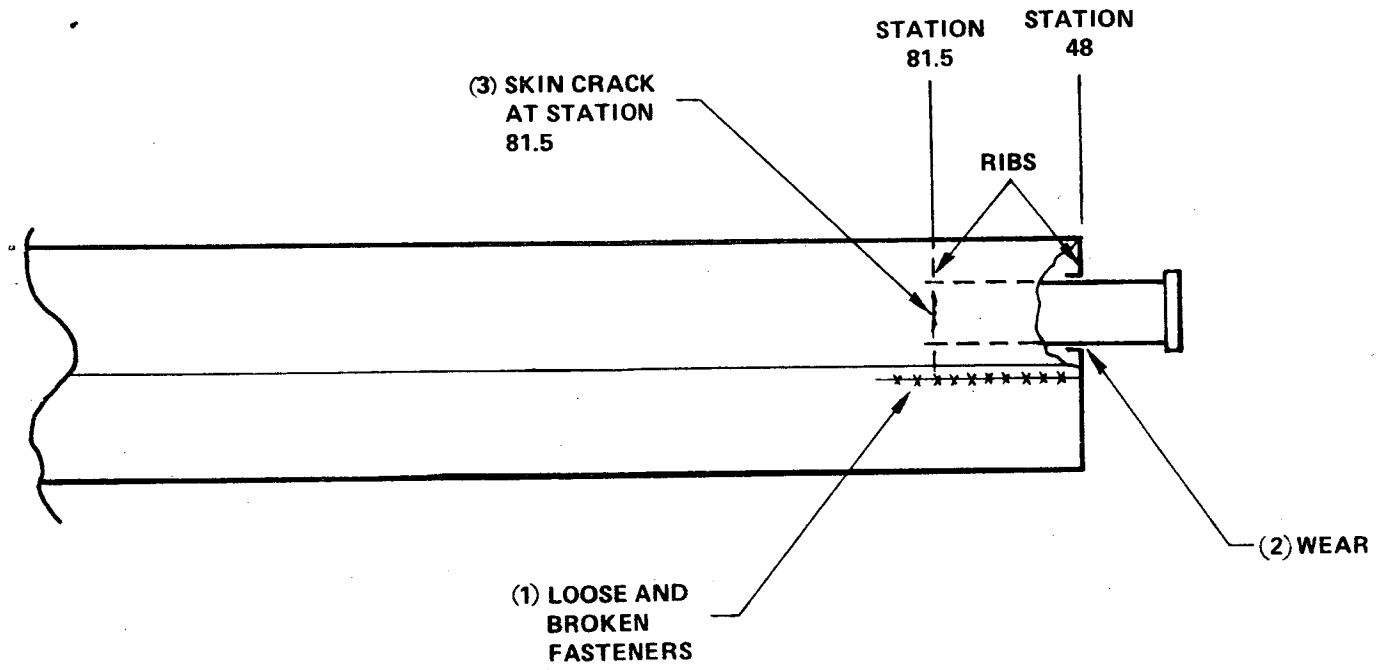 STATION
81.5
STATION
48
(3) SKIN CRACK
AT STATION
81.5
RIBS
(2) WEAR
(1) LOOSE AND
BROKEN
FASTENERS